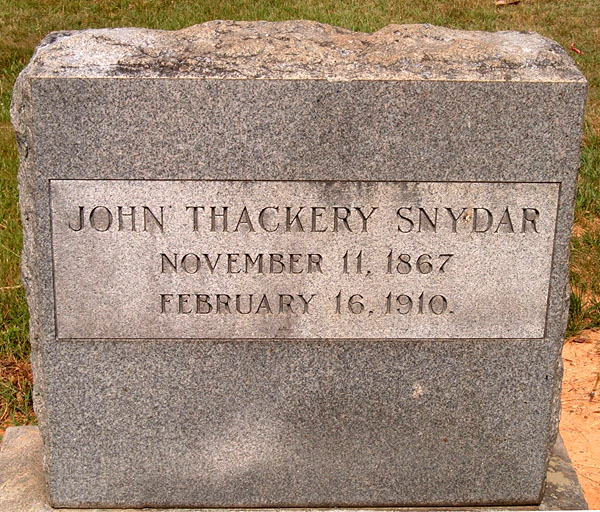 JOHN THACKERY SNYDAR
NOVEMBER 11, 1867
FEBRUARY 16, 1910.